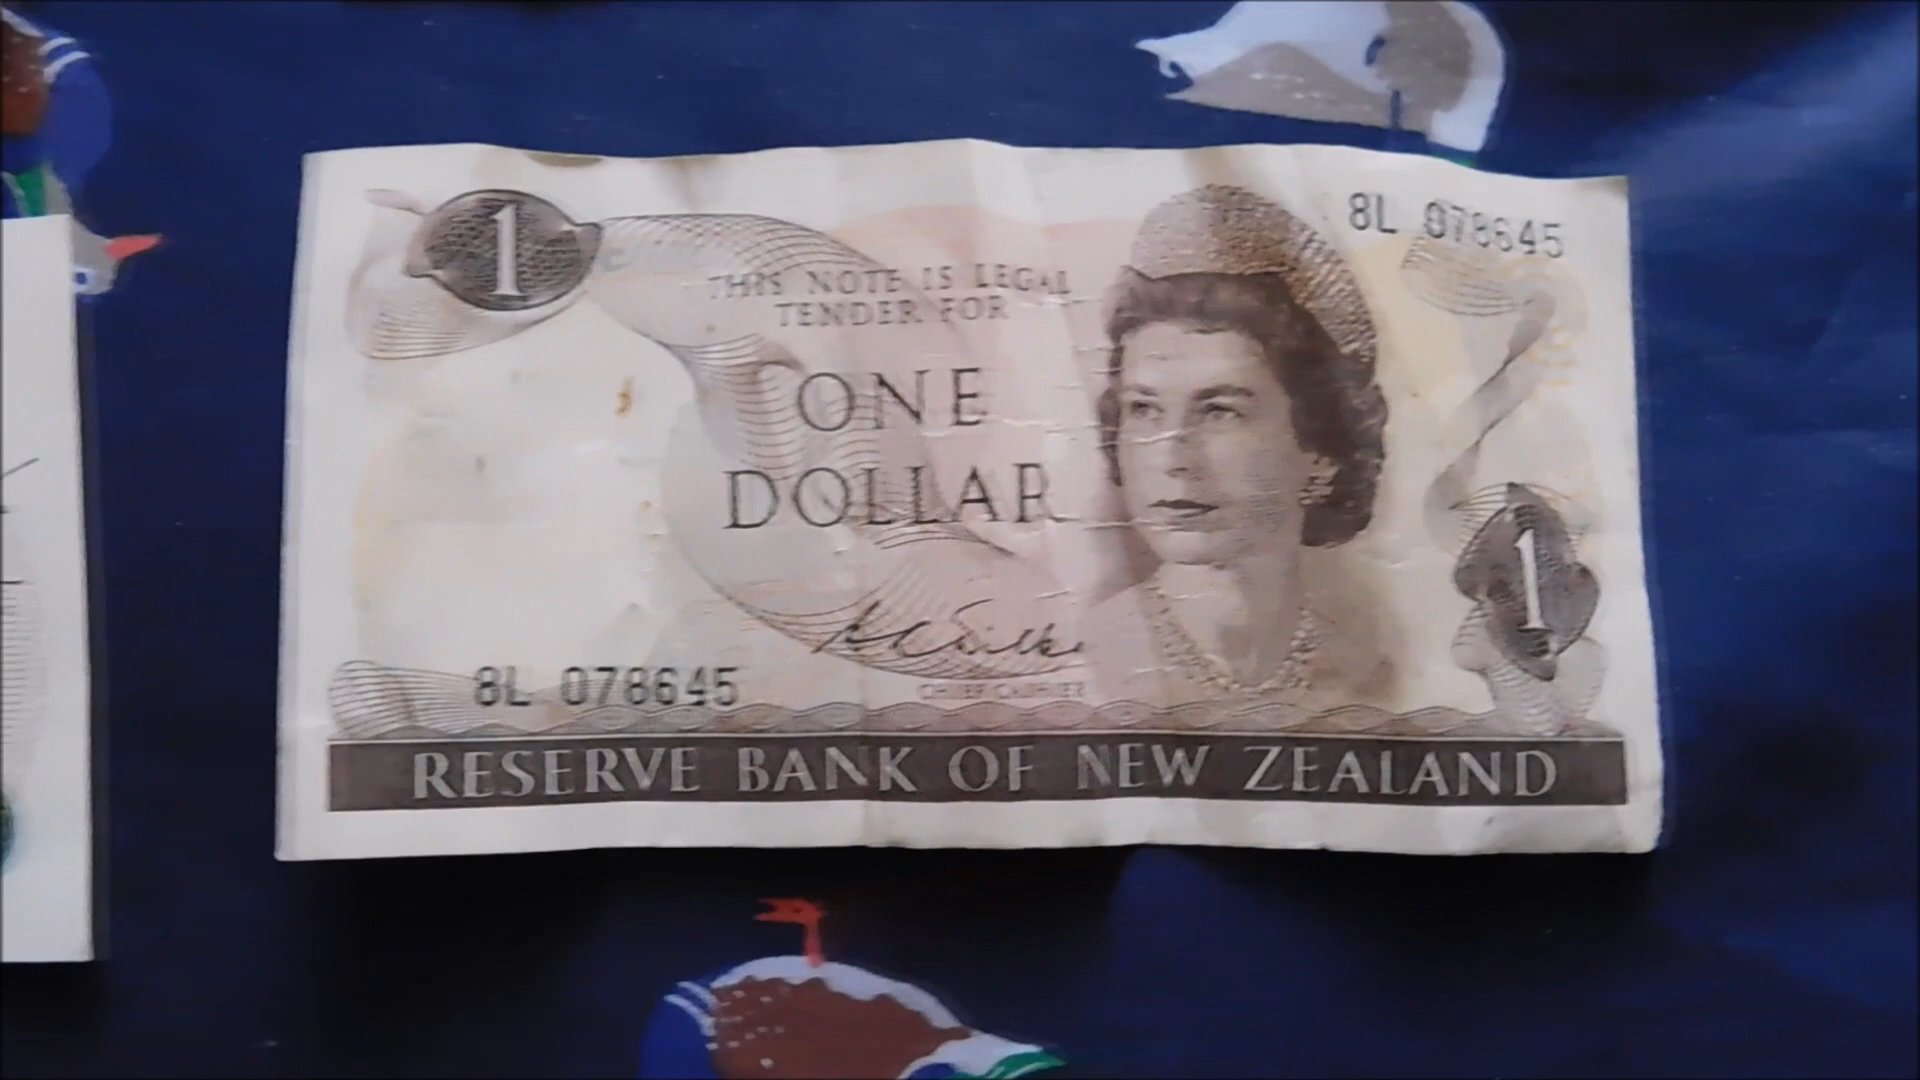 1
8L 078645
THIS NOTE IS LEGAL
TENDER FOR
ONE
DOLLAR
1
8L 078645
CHIEF CASHIER
RESERVE BANK OF NEW ZEALAND